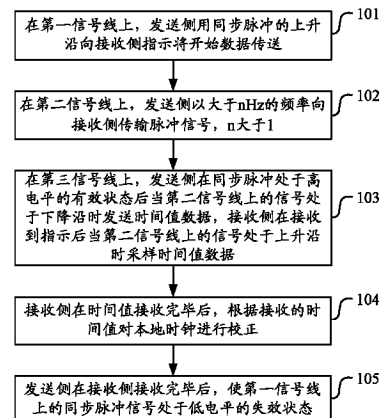 在第一信号线上，发送侧用同步脉冲的上升
沿向接收侧指示将开始数据传送
101
在第二信号线上，发送侧以大于nHz的频率向
接收侧传输脉冲信号，n大于1
102
在第三信号线上，发送侧在同步脉冲处于高
电平的有效状态后当第二信号线上的信号处
于下降沿时发送时间值数据，接收侧在接收
到指示后当第二信号线上的信号处于上升沿
时采样时间值数据
103
接收侧在时间值接收完毕后，根据接收的时
间值对本地时钟进行校正
104
发送侧在接收侧接收完毕后，使第一信号线
上的同步脉冲信号处于低电平的失效状态
105